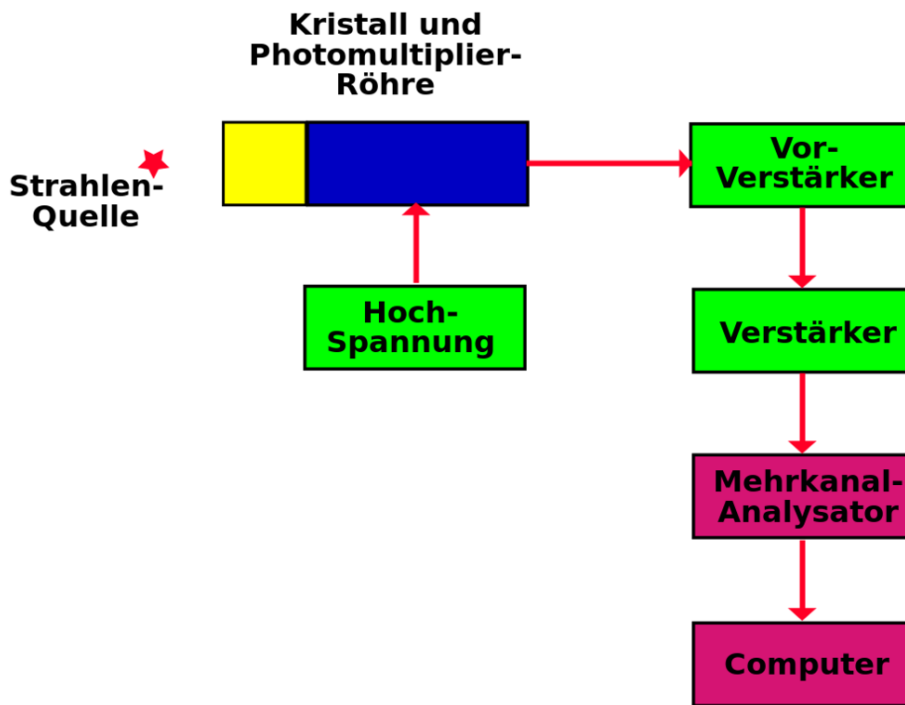 Kristall und
Photomultiplier-
Röhre
Strahlen-
Quelle
Vor-
Verstärker
Hoch-
Spannung
Verstärker
Mehrkanal-
Analysator
Computer